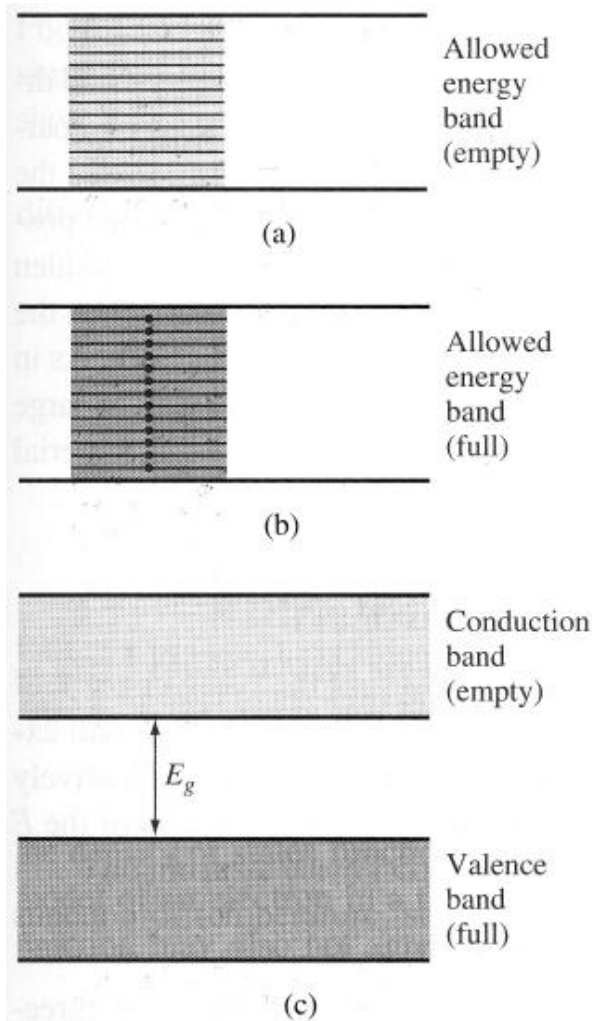 Allowed
energy
band
(empty)
(a)
Allowed
energy
band
(full)
(b)
Conduction
band
(empty)
E_g
Valence
band
(full)
(c)